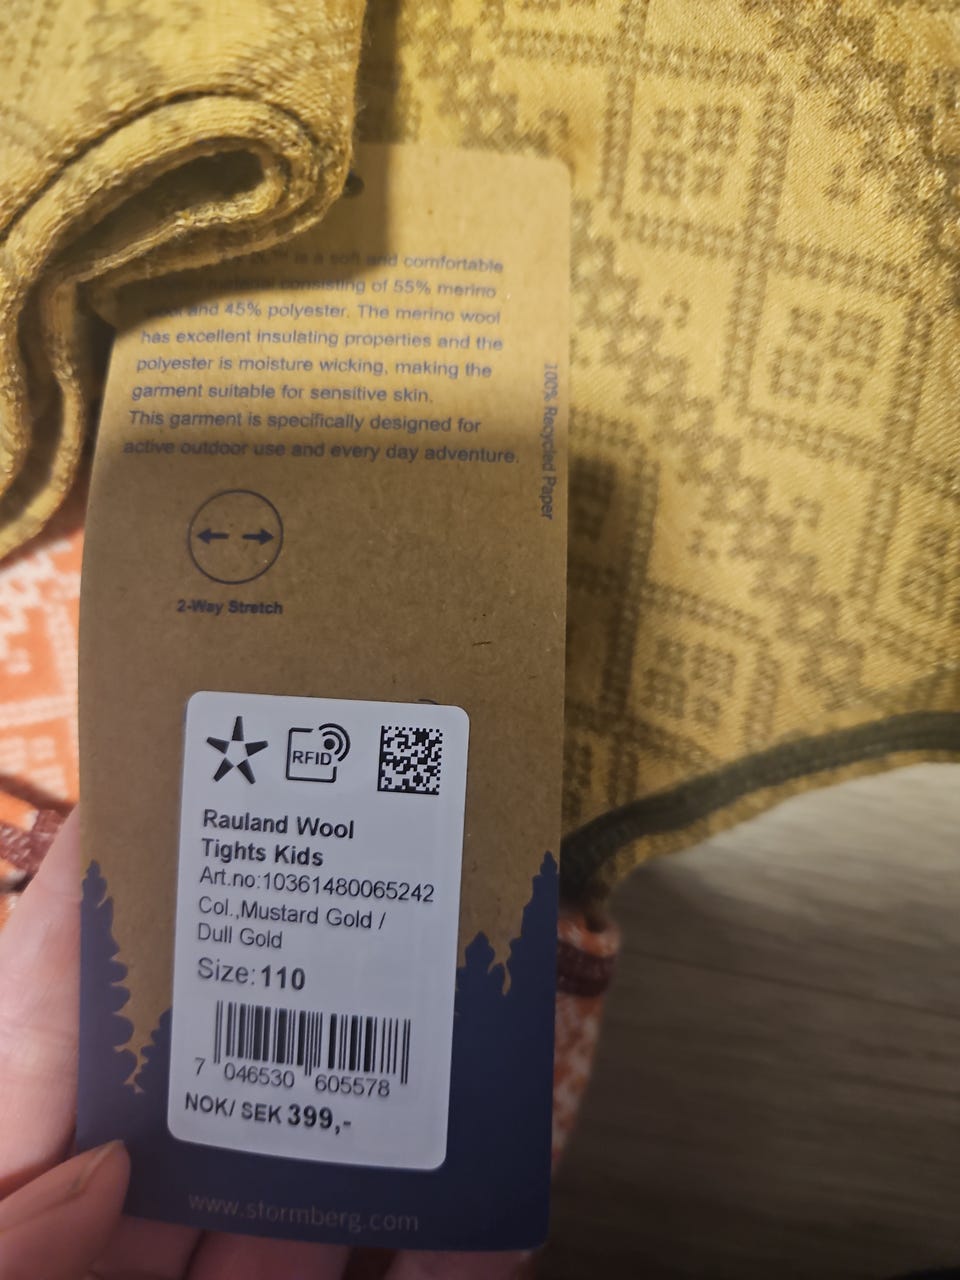 ™ is a soft and comfortable
material consisting of 55% merino
wool and 45% polyester. The merino wool
has excellent insulating properties and the
polyester is moisture wicking, making the
garment suitable for sensitive skin.
This garment is specifically designed for
active outdoor use and every day adventure.
100% Recycled Paper
2-Way Stretch
RFID
Rauland Wool
Tights Kids
Art.no:10361480065242
Col.,Mustard Gold /
Dull Gold
Size:110
7 046530 605578
NOK/ SEK 399,-
www.stormberg.com